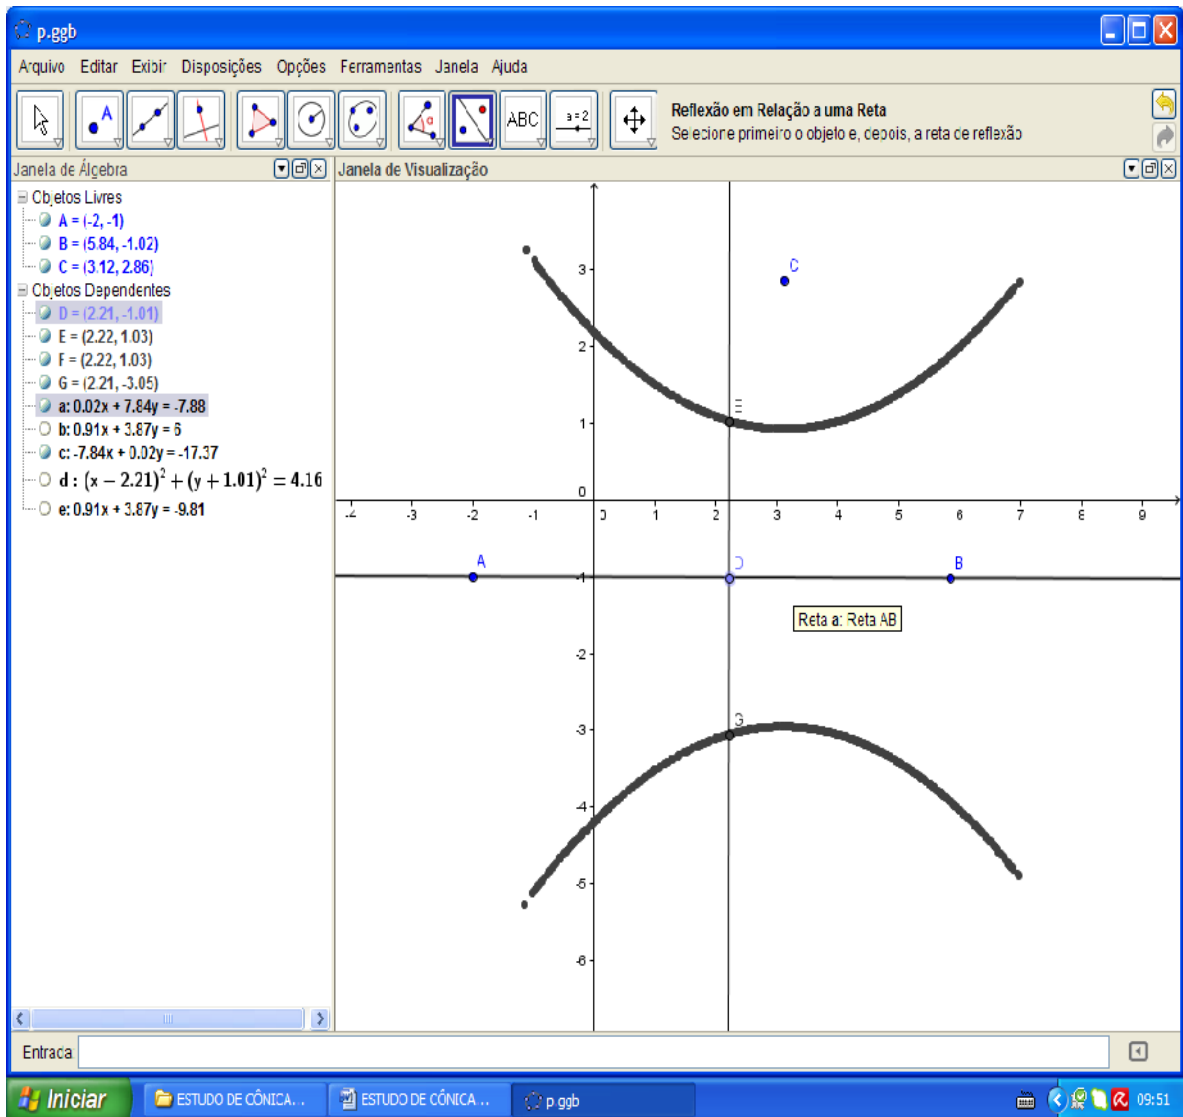 p.ggb
Arquivo Editar Exibir Disposições Opções Ferramentas Janela Ajuda
A ABC a=2 Reflexão em Relação a uma Reta
Selecione primeiro o objeto e, depois, a reta de reflexão
Janela de Álgebra
Janela de Visualização
Objetos Livres
A = (-2, -1)
B = (5.84, -1.02)
C = (3.12, 2.86)
Objetos Dependentes
D = (2.21, -1.01)
E = (2.22, 1.03)
F = (2.22, 1.03)
G = (2.21, -3.05)
a: 0.02x + 7.84y = -7.88
b: 0.91x + 3.87y = 6
c: -7.84x + 0.02y = -17.37
d : (x − 2.21)² + (y + 1.01)² = 4.16
e: 0.91x + 3.87y = -9.81
C
3
2
E
1
0
-4 -3 -2 -1 0 1 2 3 4 5 6 7 8 9
A D B
-1
Reta a: Reta AB
-2
G
-3
-4
-5
-6
Entrada
Iniciar ESTUDO DE CÔNICA... ESTUDO DE CÔNICA ... p ggb 09:51